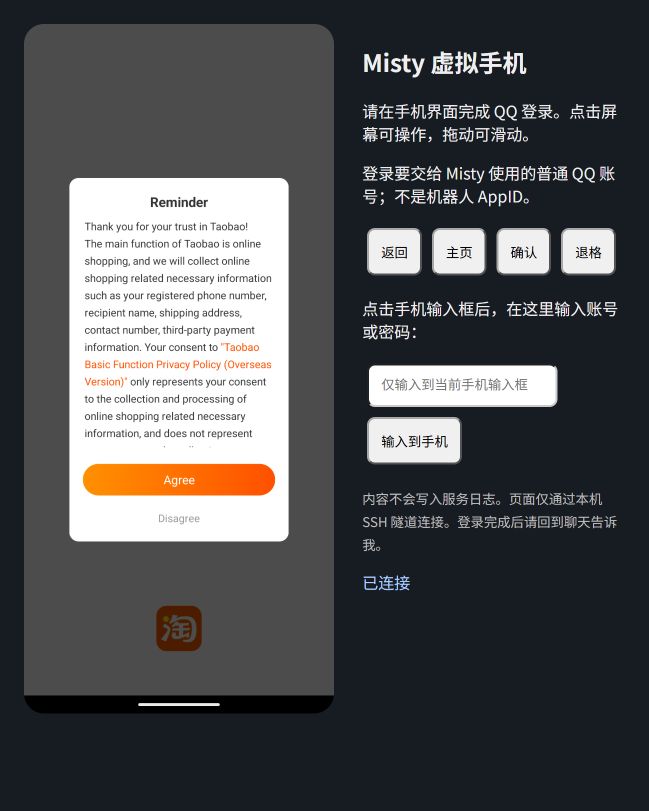 Reminder
Thank you for your trust in Taobao!
The main function of Taobao is online
shopping, and we will collect online
shopping related necessary information
such as your registered phone number,
recipient name, shipping address,
contact number, third-party payment
information. Your consent to "Taobao
Basic Function Privacy Policy (Overseas
Version)" only represents your consent
to the collection and processing of
online shopping related necessary
information, and does not represent
Agree
Disagree
淘
Misty 虚拟手机
请在手机界面完成 QQ 登录。点击屏
幕可操作，拖动可滑动。
登录要交给 Misty 使用的普通 QQ 账
号；不是机器人 AppID。
返回
主页
确认
退格
点击手机输入框后，在这里输入账号
或密码：
仅输入到当前手机输入框
输入到手机
内容不会写入服务日志。页面仅通过本机
SSH 隧道连接。登录完成后请回到聊天告诉
我。
已连接